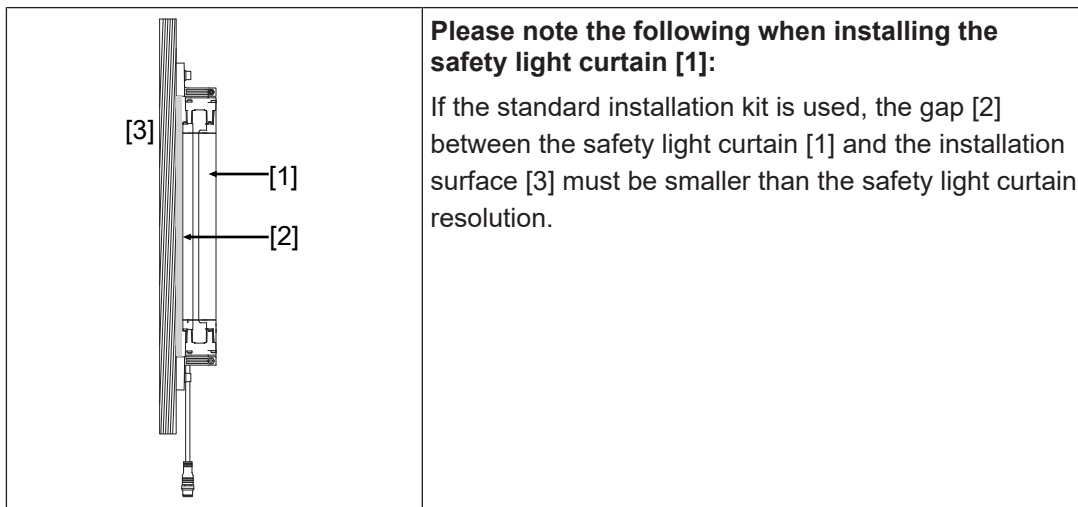 [3]
[1]
[2]
Please note the following when installing the
safety light curtain [1]:
If the standard installation kit is used, the gap [2]
between the safety light curtain [1] and the installation
surface [3] must be smaller than the safety light curtain
resolution.